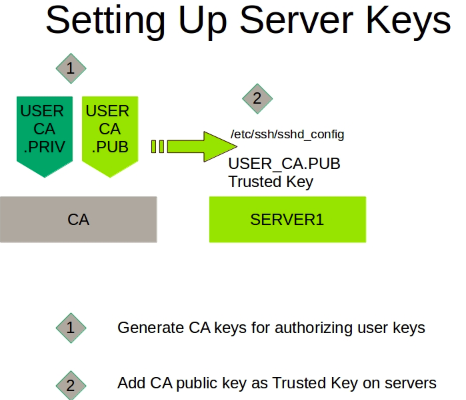 Setting Up Server Keys
1
2
USER
CA
.PRIV
USER
CA
.PUB
/etc/ssh/sshd_config
USER_CA.PUB
Trusted Key
CA
SERVER1
1
Generate CA keys for authorizing user keys
2
Add CA public key as Trusted Key on servers